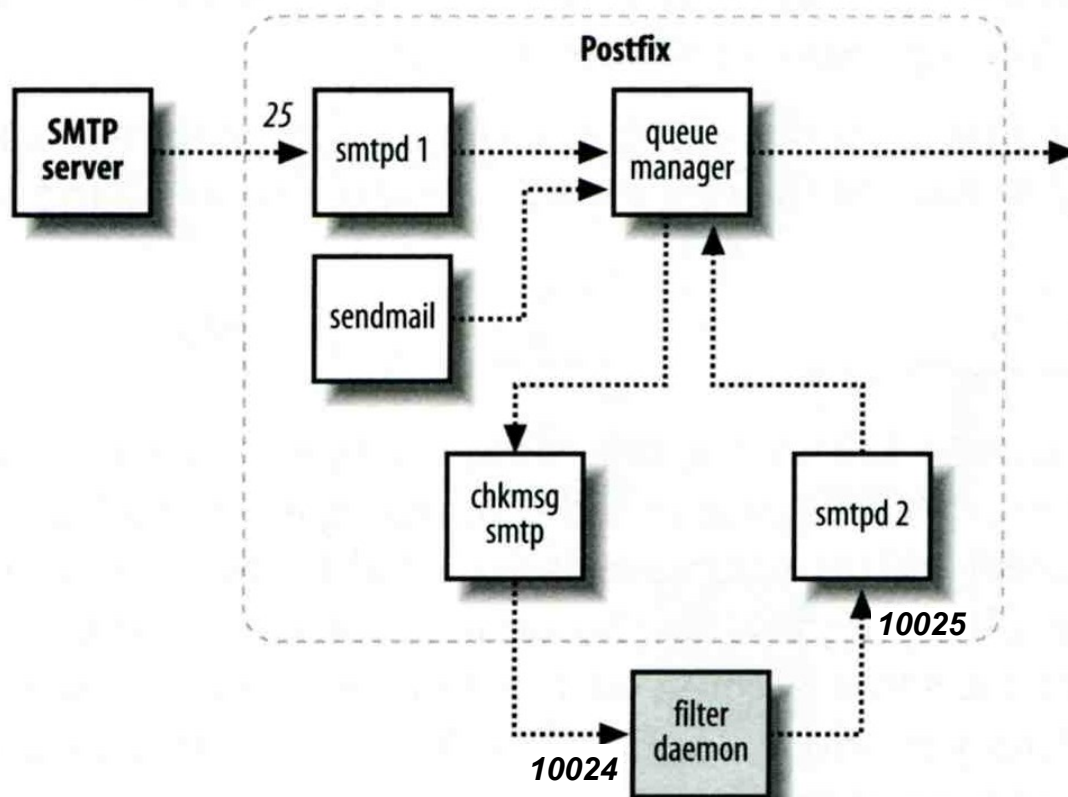 Postfix
SMTP
server
25
smtpd 1
queue
manager
sendmail
chkmsg
smtp
smtpd 2
10025
filter
daemon
10024